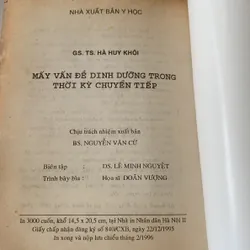 NHÀ XUẤT BẢN Y HỌC
GS. TS. HÀ HUY KHÔI
MẤY VẤN ĐỀ DINH DƯỠNG TRONG
THỜI KỲ CHUYỂN TIẾP
Chịu trách nhiệm xuất bản
BS. NGUYỄN VĂN CỪ
Biên tập
DS. LÊ MINH NGUYỆT
Trình bày bìa :
Họa sĩ DOÃN VƯỢNG
In 3000 cuốn, khổ 14,5 x 20,5 cm, tại Nhà in Nhân dân Hà Nội II
Giấy chấp nhận đăng ký số 849/CXB, ngày 22/12/1995
In xong và nộp lưu chiểu tháng 2/1996